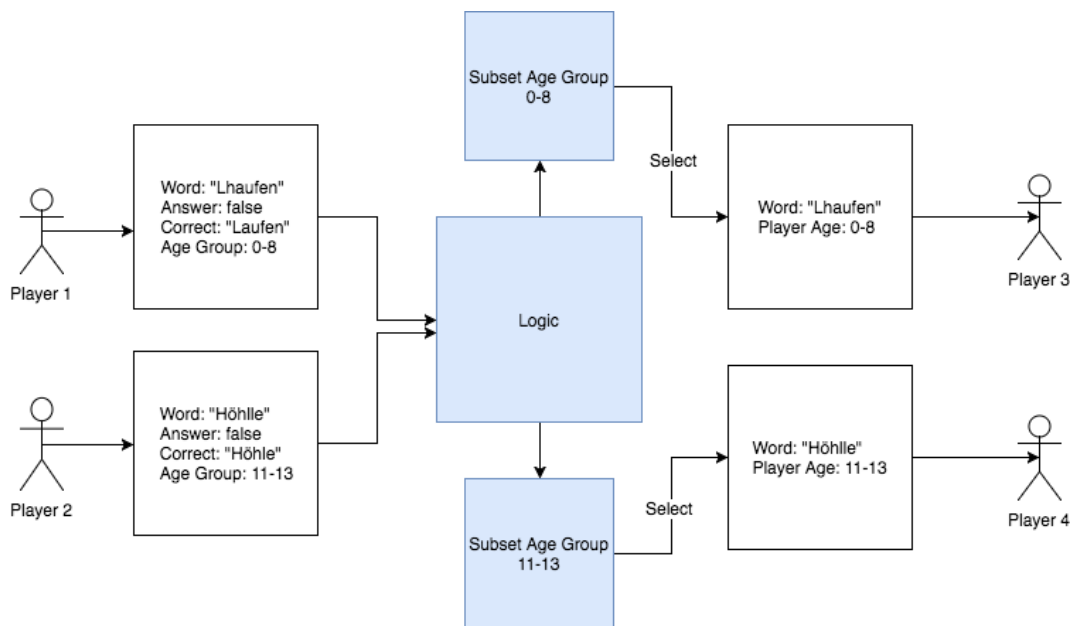 Subset Age Group
0-8
Select
Word: "Lhaufen"
Answer: false
Correct: "Laufen"
Age Group: 0-8
Player 1
Word: "Lhaufen"
Player Age: 0-8
Player 3
Logic
Word: "Höhlle"
Answer: false
Correct: "Höhle"
Age Group: 11-13
Player 2
Word: "Höhlle"
Player Age: 11-13
Player 4
Select
Subset Age Group
11-13